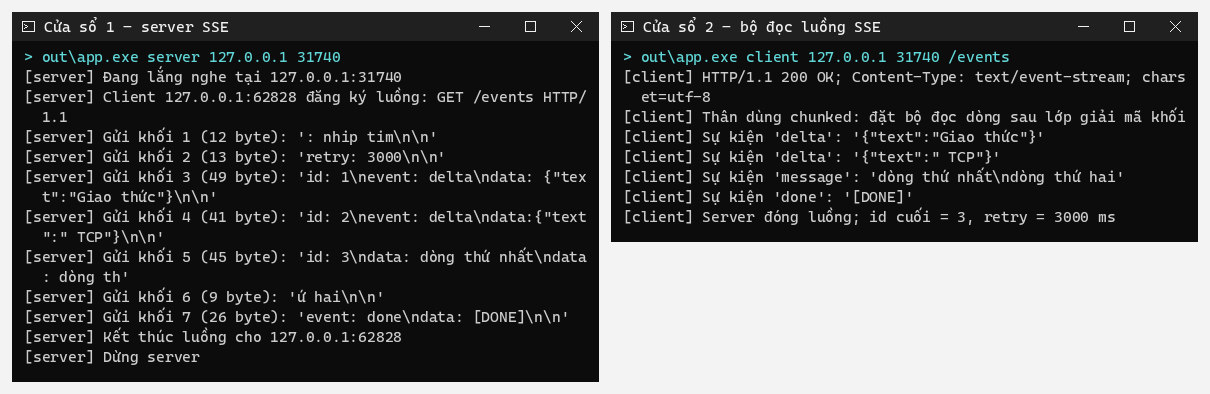 Cửa sổ 1 — server SSE
> out\app.exe server 127.0.0.1 31740
[server] Đang lắng nghe tại 127.0.0.1:31740
[server] Client 127.0.0.1:62828 đăng ký luồng: GET /events HTTP/
1.1
[server] Gửi khối 1 (12 byte): ': nhip tim\n\n'
[server] Gửi khối 2 (13 byte): 'retry: 3000\n\n'
[server] Gửi khối 3 (49 byte): 'id: 1\nevent: delta\ndata: {"tex
t":"Giao thức"}\n\n'
[server] Gửi khối 4 (41 byte): 'id: 2\nevent: delta\ndata:{"text
":" TCP"}\n\n'
[server] Gửi khối 5 (45 byte): 'id: 3\ndata: dòng thứ nhất\ndata
: dòng th'
[server] Gửi khối 6 (9 byte): 'ứ hai\n\n'
[server] Gửi khối 7 (26 byte): 'event: done\ndata: [DONE]\n\n'
[server] Kết thúc luồng cho 127.0.0.1:62828
[server] Dừng server
Cửa sổ 2 — bộ đọc luồng SSE
> out\app.exe client 127.0.0.1 31740 /events
[client] HTTP/1.1 200 OK; Content-Type: text/event-stream; chars
et=utf-8
[client] Thân dùng chunked: đặt bộ đọc dòng sau lớp giải mã khối
[client] Sự kiện 'delta': '{"text":"Giao thức"}'
[client] Sự kiện 'delta': '{"text":" TCP"}'
[client] Sự kiện 'message': 'dòng thứ nhất\ndòng thứ hai'
[client] Sự kiện 'done': '[DONE]'
[client] Server đóng luồng; id cuối = 3, retry = 3000 ms